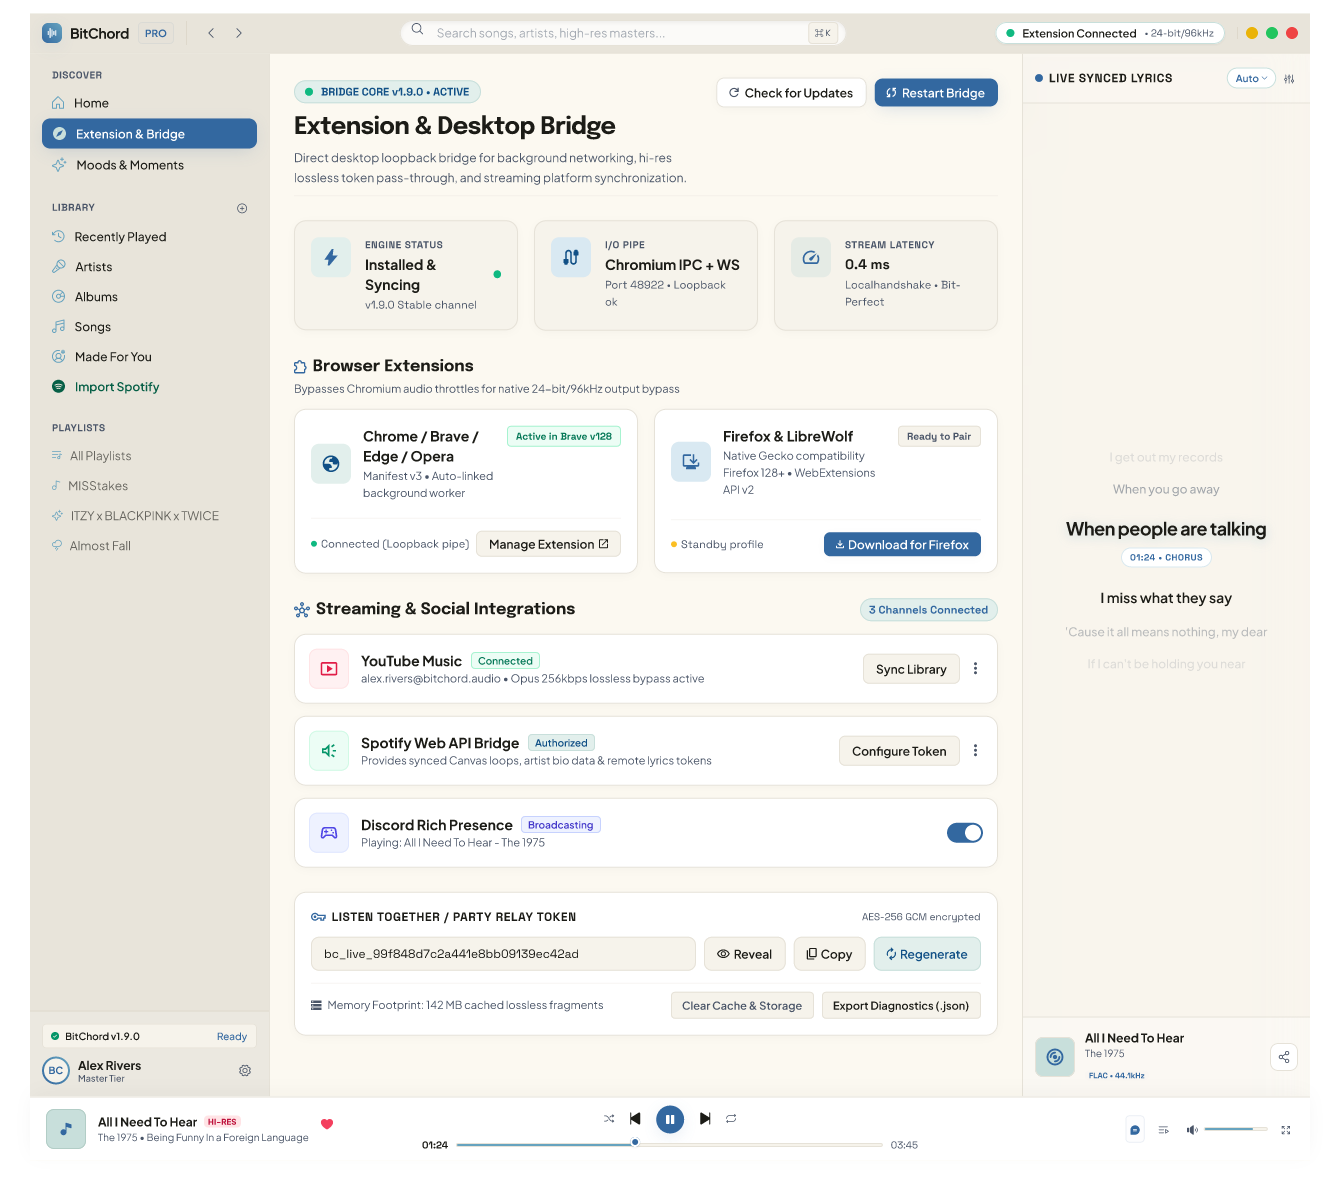 BitChord PRO
Search songs, artists, high-res masters...
⌘K
Extension Connected • 24-bit/96kHz
DISCOVER
Home
Extension & Bridge
Moods & Moments
LIBRARY
Recently Played
Artists
Albums
Songs
Made For You
Import Spotify
PLAYLISTS
All Playlists
MISStakes
ITZY x BLACKPINK x TWICE
Almost Fall
BitChord v1.9.0 Ready
BC
Alex Rivers
Master Tier
BRIDGE CORE v1.9.0 • ACTIVE
Check for Updates
Restart Bridge
Extension & Desktop Bridge
Direct desktop loopback bridge for background networking, hi-res
lossless token pass-through, and streaming platform synchronization.
ENGINE STATUS
Installed &
Syncing
v1.9.0 Stable channel
I/O PIPE
Chromium IPC + WS
Port 48922 • Loopback
ok
STREAM LATENCY
0.4 ms
Localhandshake • Bit-
Perfect
Browser Extensions
Bypasses Chromium audio throttles for native 24-bit/96kHz output bypass
Chrome / Brave /
Edge / Opera
Active in Brave v128
Manifest v3 • Auto-linked
background worker
Connected (Loopback pipe)
Manage Extension
Firefox & LibreWolf
Ready to Pair
Native Gecko compatibility
Firefox 128+ • WebExtensions
API v2
Standby profile
Download for Firefox
Streaming & Social Integrations
3 Channels Connected
YouTube Music Connected
alex.rivers@bitchord.audio • Opus 256kbps lossless bypass active
Sync Library
Spotify Web API Bridge Authorized
Provides synced Canvas loops, artist bio data & remote lyrics tokens
Configure Token
Discord Rich Presence Broadcasting
Playing: All I Need To Hear - The 1975
LISTEN TOGETHER / PARTY RELAY TOKEN
AES-256 GCM encrypted
bc_live_99f848d7c2a441e8bb09139ec42ad
Reveal
Copy
Regenerate
Memory Footprint: 142 MB cached lossless fragments
Clear Cache & Storage
Export Diagnostics (.json)
LIVE SYNCED LYRICS
Auto
I get out my records
When you go away
When people are talking
01:24 • CHORUS
I miss what they say
'Cause it all means nothing, my dear
If I can't be holding you near
All I Need To Hear
The 1975
FLAC • 44.1kHz
All I Need To Hear HI-RES
The 1975 • Being Funny In a Foreign Language
01:24
03:45